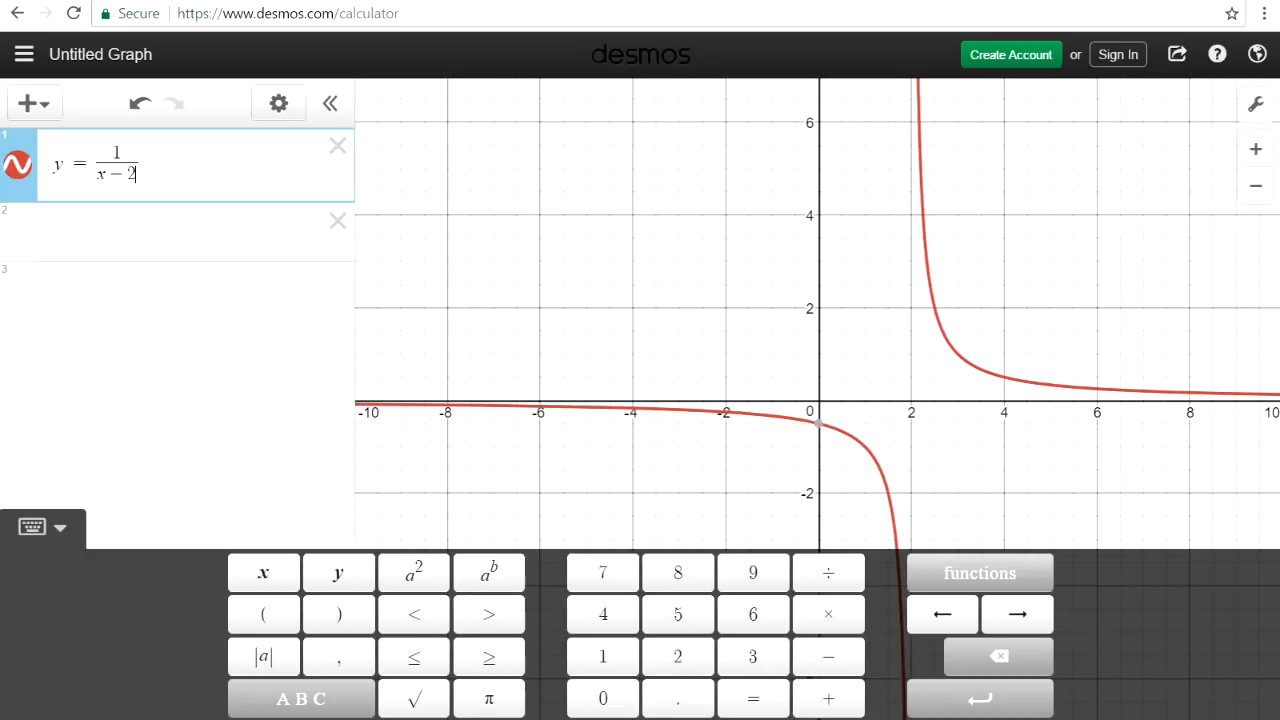 Secure https://www.desmos.com/calculator
Untitled Graph
desmos
Create Account or Sign In
1
y = 1/(x − 2
2
3
6
4
2
-10 -8 -6 -4 -2 0 2 4 6 8 10
-2
x y a² aᵇ 7 8 9 ÷ functions
( ) < > 4 5 6 × ← →
|a| , ≤ ≥ 1 2 3 −
A B C √ π 0 . = +